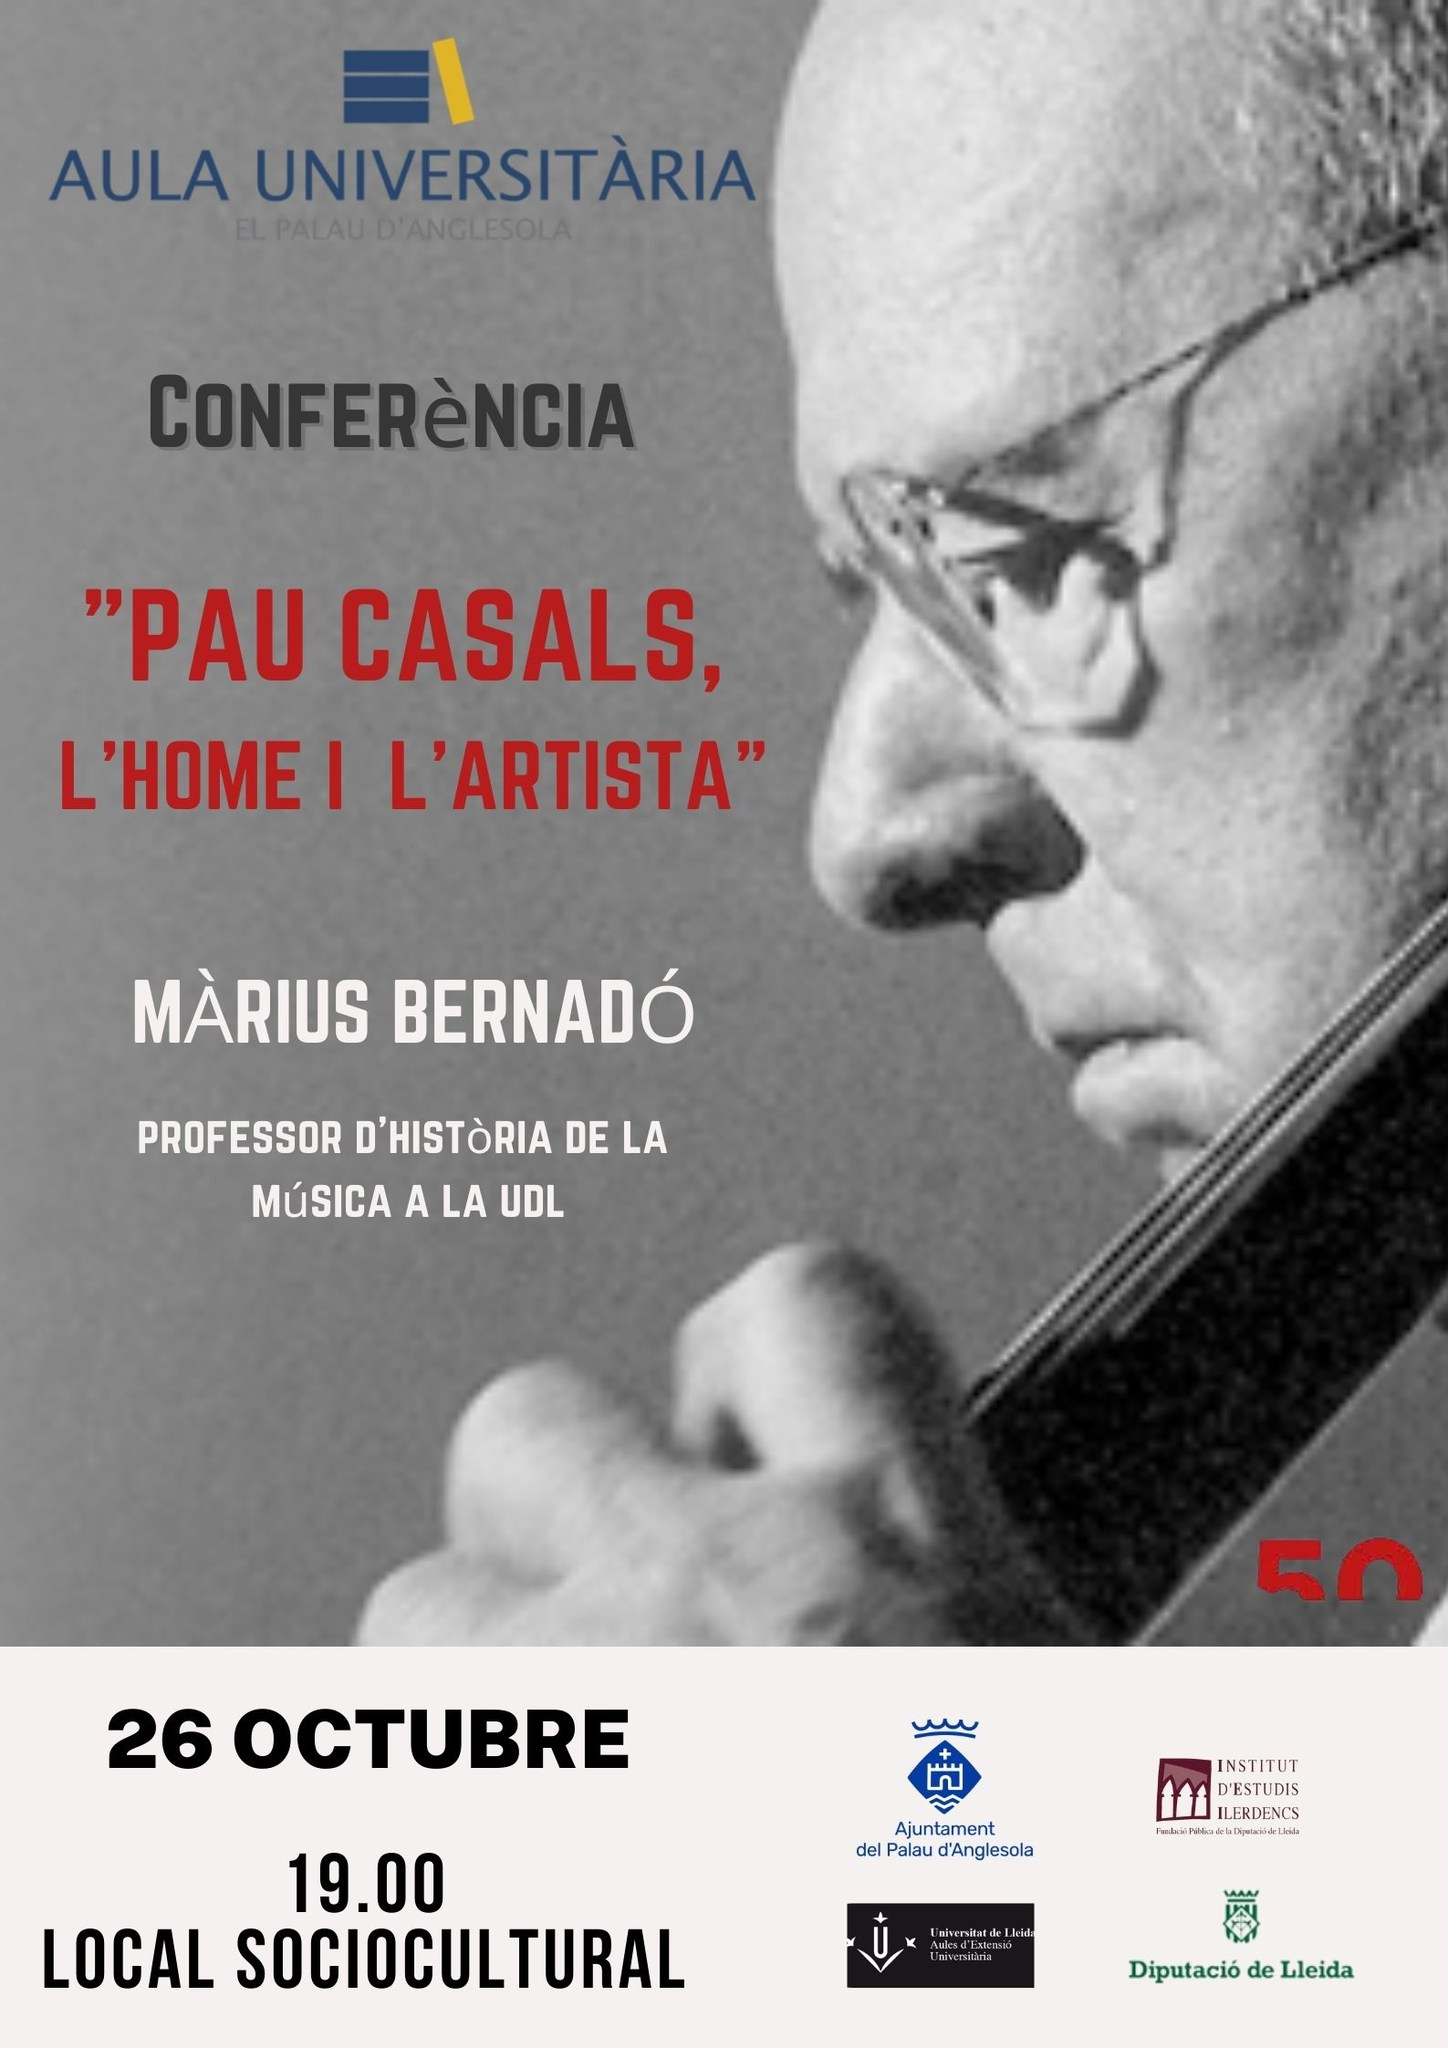 AULA UNIVERSITÀRIA
EL PALAU D'ANGLESOLA
CONFERèNCIA
"PAU CASALS,
L'HOME I L'ARTISTA"
MÀRIUS BERNADÓ
PROFESSOR D'HISTòRIA DE LA
MúSICA A LA UDL
50
26 OCTUBRE
19.00
LOCAL SOCIOCULTURAL
Ajuntament
del Palau d'Anglesola
INSTITUT
D'ESTUDIS
ILERDENCS
Fundació Pública de la Diputació de Lleida
Universitat de Lleida
Aules d'Extensió
Universitària
Diputació de Lleida